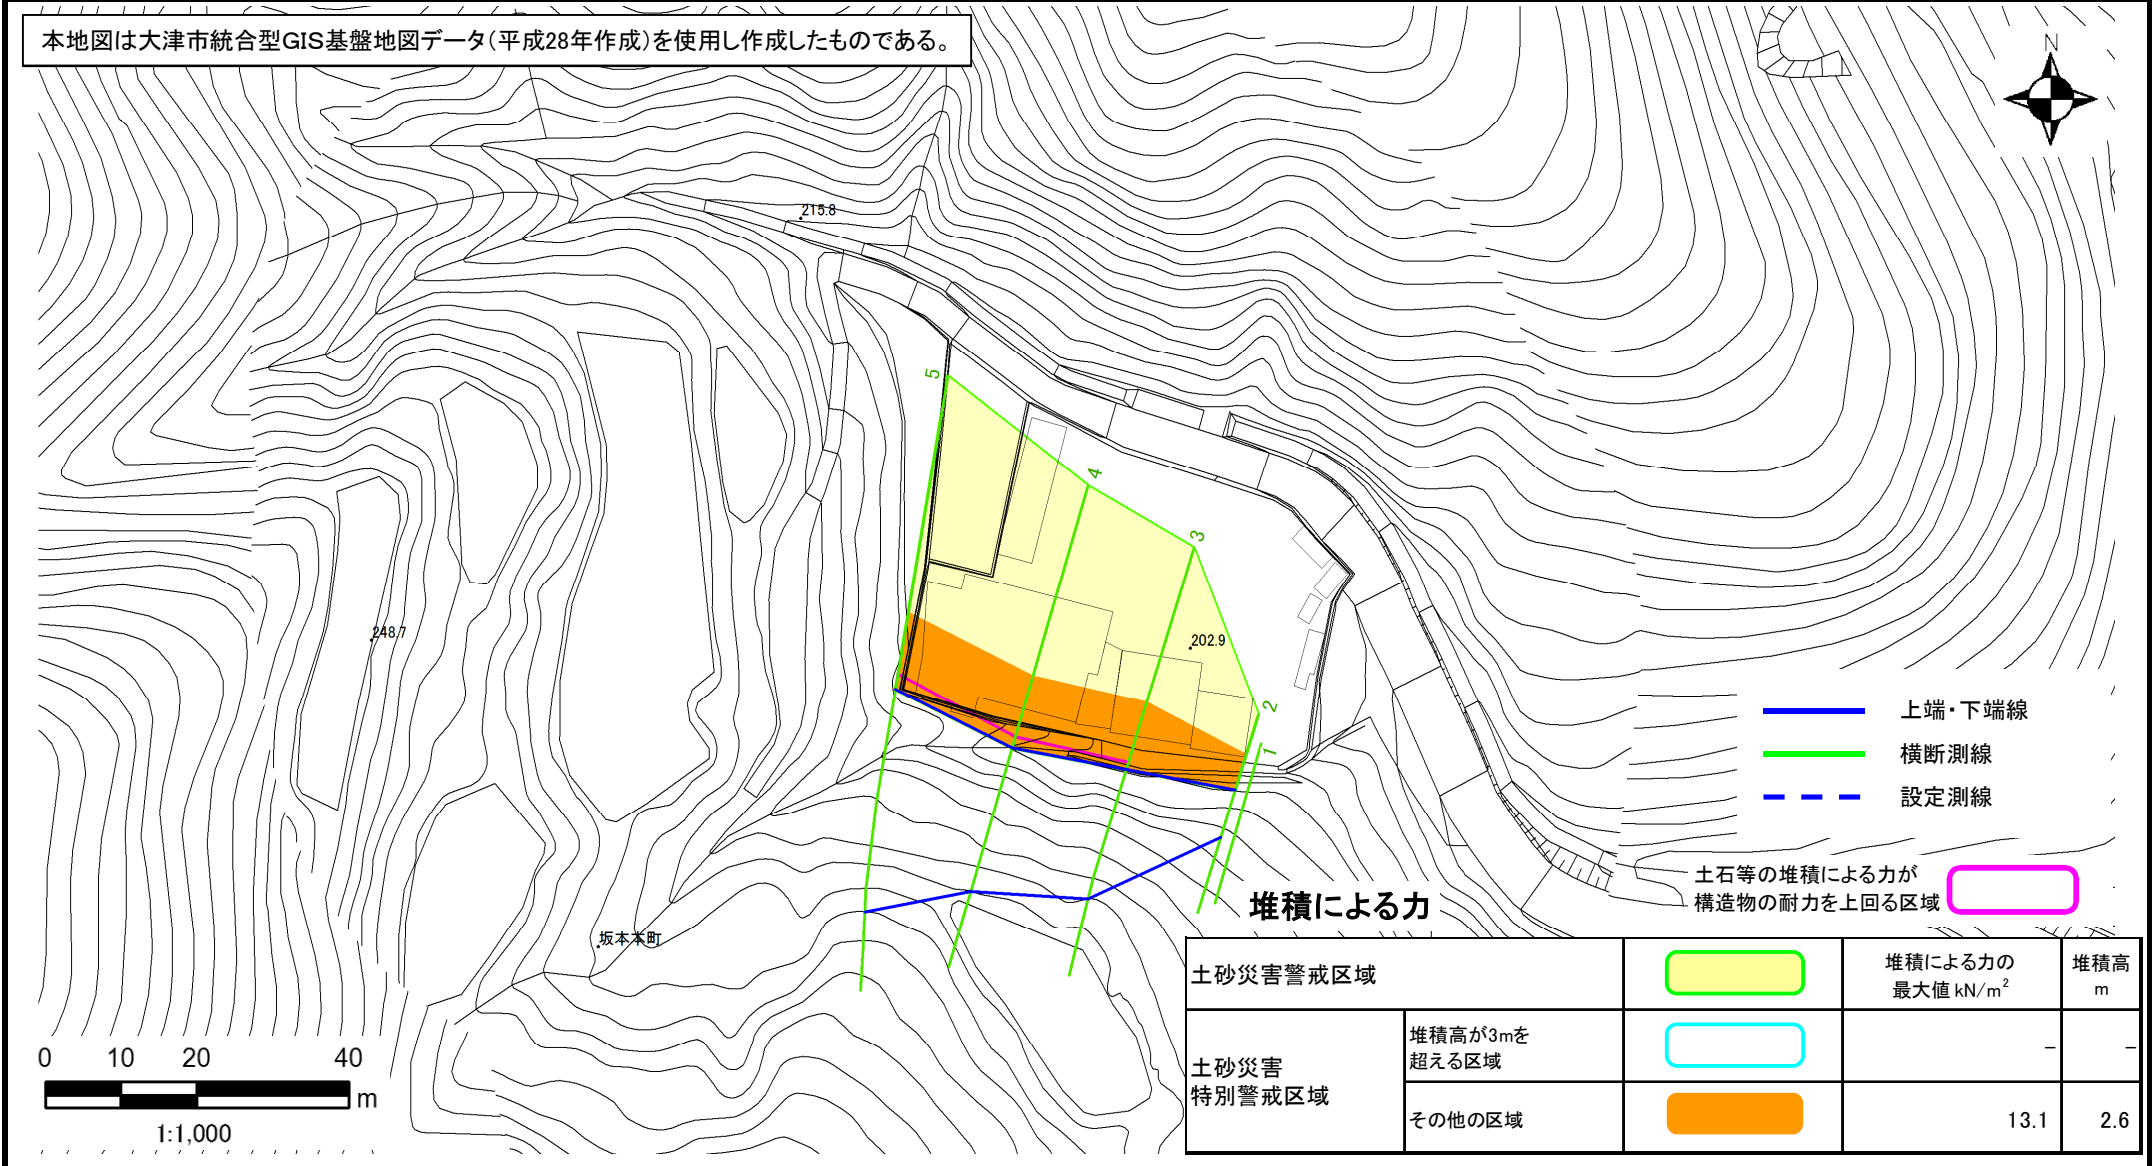 本地図は大津市統合型GIS基盤地図データ(平成28年作成)を使用し作成したものである。
N
215.8
5
4
3
248.7
202.9
2
1
上端・下端線
横断測線
設定測線
土石等の堆積による力が
構造物の耐力を上回る区域
堆積による力
坂本本町
土砂災害警戒区域
堆積による力の
最大値 kN/m²
堆積高
m
土砂災害
特別警戒区域
堆積高が3mを
超える区域
-
-
その他の区域
13.1
2.6
0 10 20 40
m
1:1,000